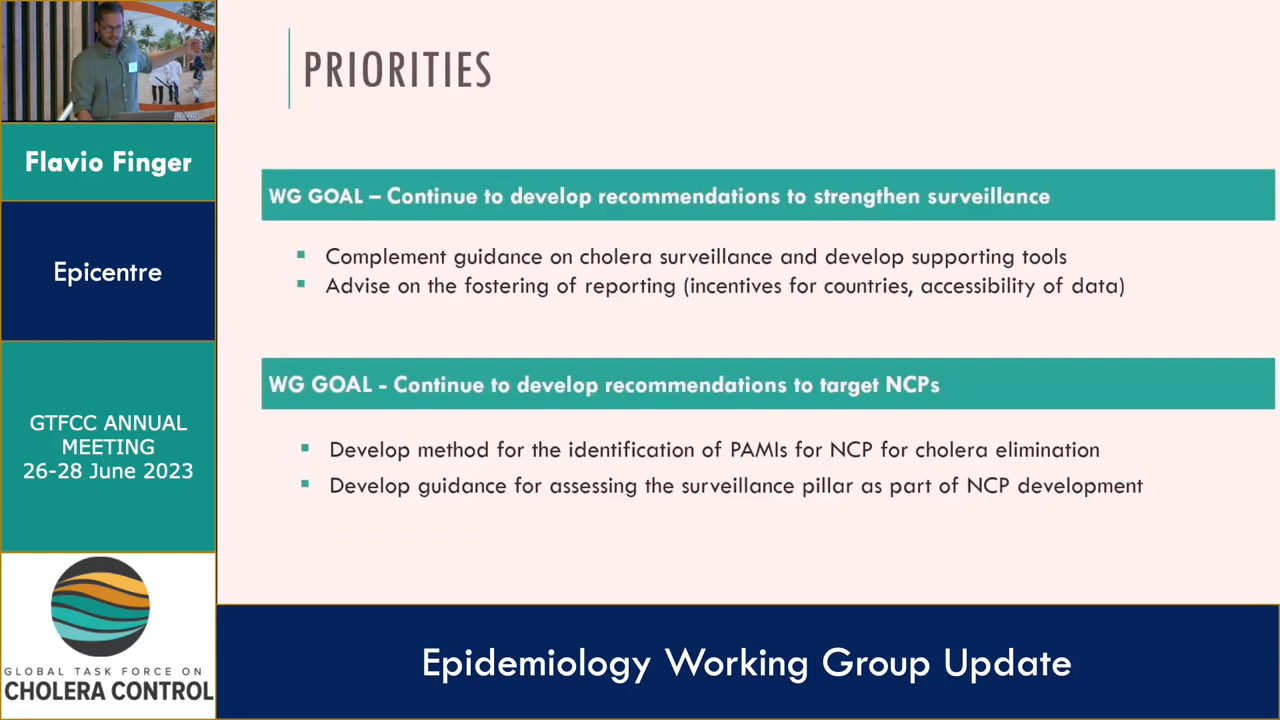 Flavio Finger
Epicentre
GTFCC ANNUAL
MEETING
26-28 June 2023
GLOBAL TASK FORCE ON
CHOLERA CONTROL
PRIORITIES
WG GOAL – Continue to develop recommendations to strengthen surveillance
▪ Complement guidance on cholera surveillance and develop supporting tools
▪ Advise on the fostering of reporting (incentives for countries, accessibility of data)
WG GOAL - Continue to develop recommendations to target NCPs
▪ Develop method for the identification of PAMIs for NCP for cholera elimination
▪ Develop guidance for assessing the surveillance pillar as part of NCP development
Epidemiology Working Group Update